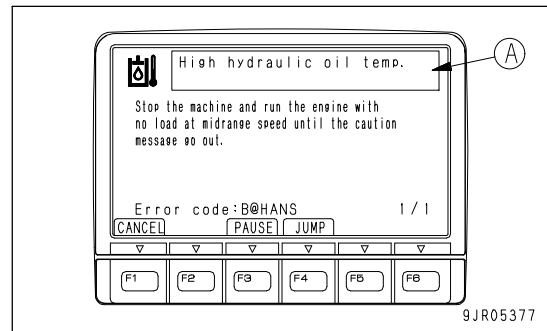 High hydraulic oil temp.
A
Stop the machine and run the engine with
no load at midrange speed until the caution
message go out.
Error code:B@HANS 1/1
CANCEL PAUSE JUMP
F1 F2 F3 F4 F5 F6
9JR05377